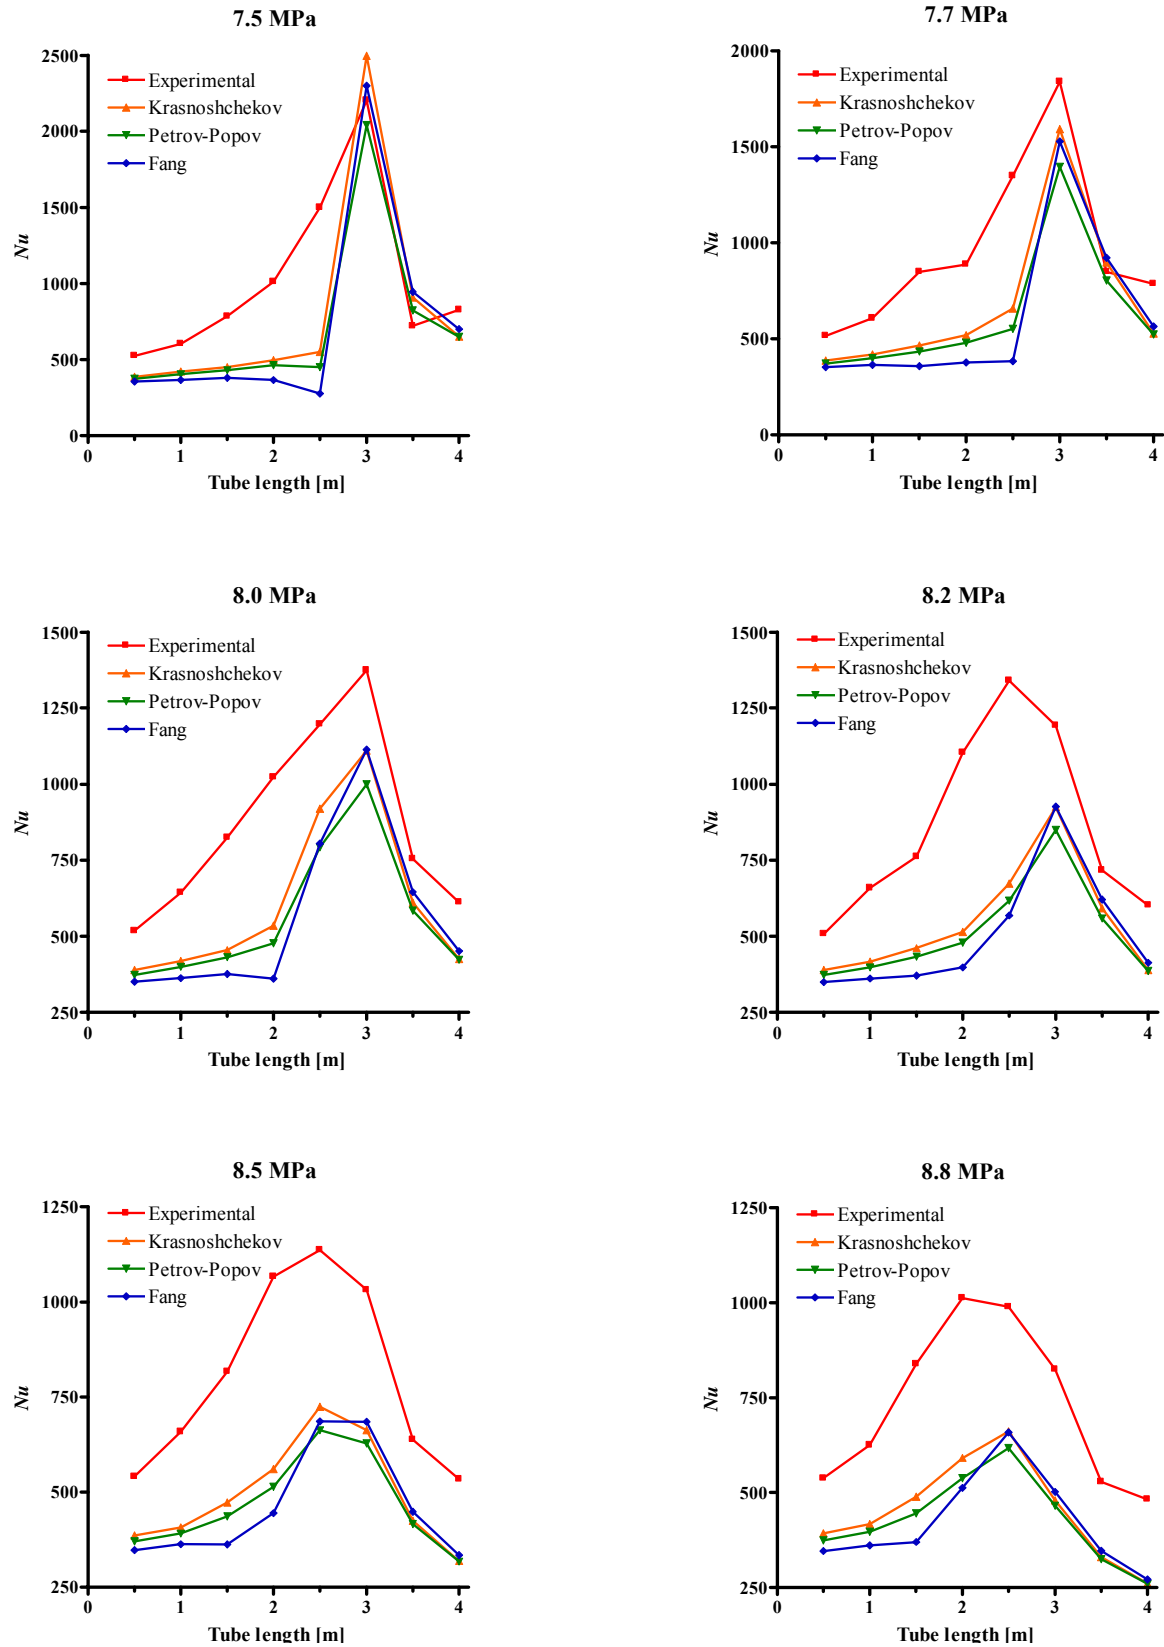 7.5 MPa
2500
2000
1500
1000
500
0
Nu
Experimental
Krasnoshchekov
Petrov-Popov
Fang
0 1 2 3 4
Tube length [m]
7.7 MPa
2000
1500
1000
500
0
Nu
Experimental
Krasnoshchekov
Petrov-Popov
Fang
0 1 2 3 4
Tube length [m]
8.0 MPa
1500
1250
1000
750
500
250
Nu
Experimental
Krasnoshchekov
Petrov-Popov
Fang
0 1 2 3 4
Tube length [m]
8.2 MPa
1500
1250
1000
750
500
250
Nu
Experimental
Krasnoshchekov
Petrov-Popov
Fang
0 1 2 3 4
Tube length [m]
8.5 MPa
1250
1000
750
500
250
Nu
Experimental
Krasnoshchekov
Petrov-Popov
Fang
0 1 2 3 4
Tube length [m]
8.8 MPa
1250
1000
750
500
250
Nu
Experimental
Krasnoshchekov
Petrov-Popov
Fang
0 1 2 3 4
Tube length [m]